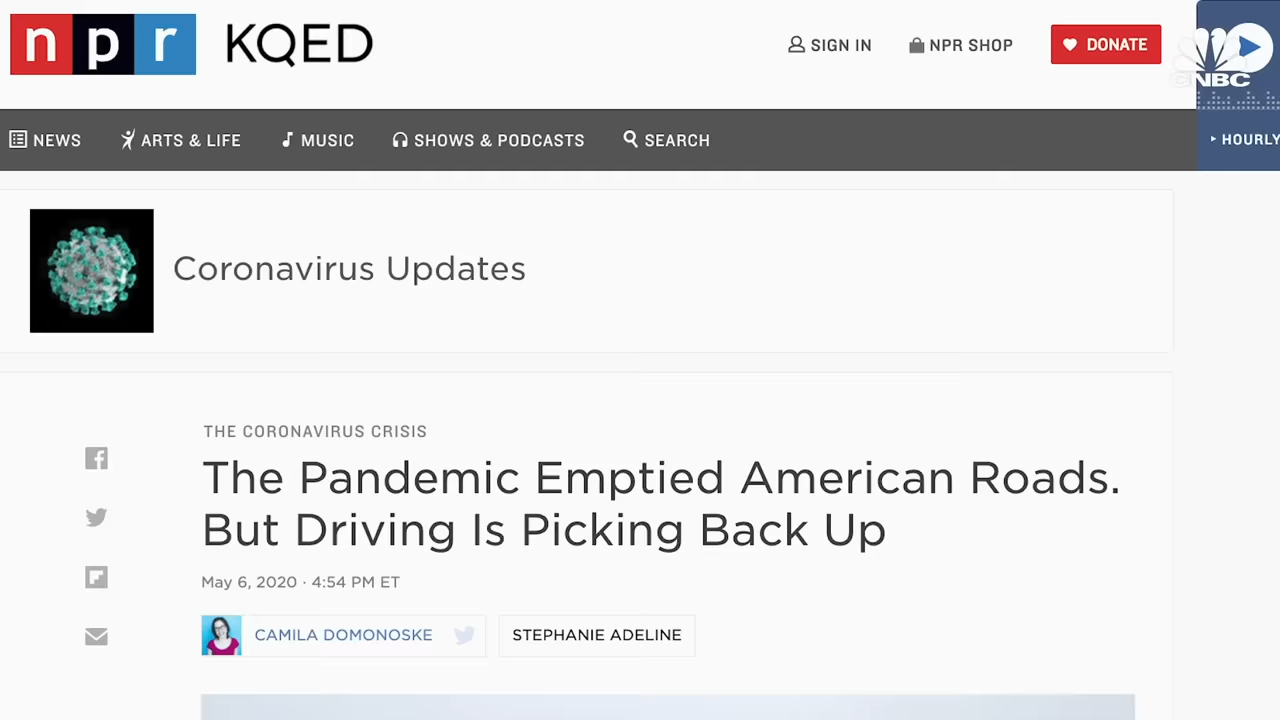 npr KQED
SIGN IN
NPR SHOP
DONATE
CNBC
NEWS
ARTS & LIFE
MUSIC
SHOWS & PODCASTS
SEARCH
HOURLY
Coronavirus Updates
THE CORONAVIRUS CRISIS
The Pandemic Emptied American Roads.
But Driving Is Picking Back Up
May 6, 2020 · 4:54 PM ET
CAMILA DOMONOSKE
STEPHANIE ADELINE